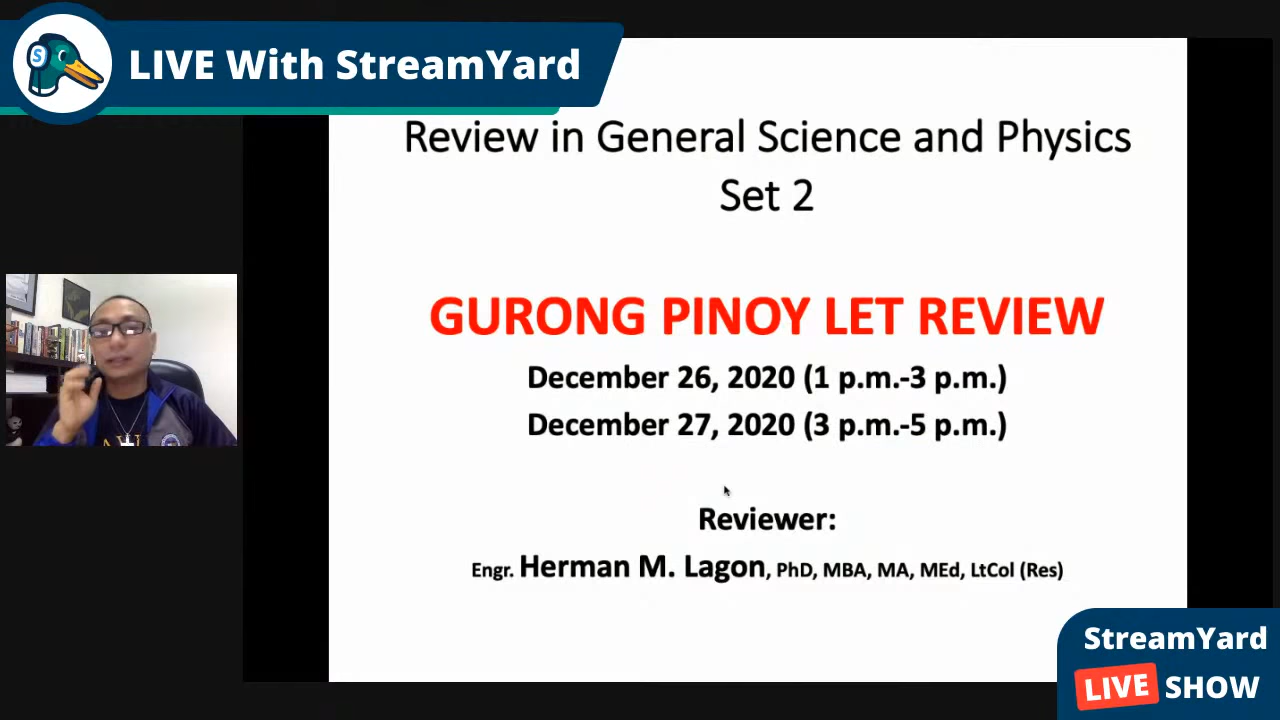 LIVE With StreamYard
Review in General Science and Physics
Set 2
GURONG PINOY LET REVIEW
December 26, 2020 (1 p.m.-3 p.m.)
December 27, 2020 (3 p.m.-5 p.m.)
Reviewer:
Engr. Herman M. Lagon, PhD, MBA, MA, MEd, LtCol (Res)
StreamYard
LIVE SHOW